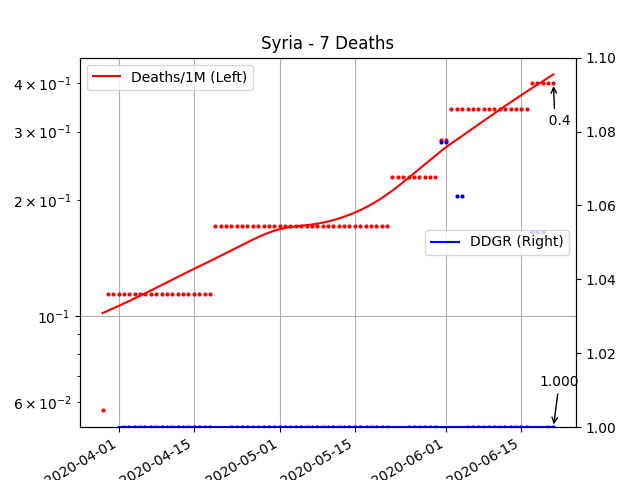 Syria - 7 Deaths
Deaths/1M (Left)
DDGR (Right)
0.4
1.000
4 × 10⁻¹
3 × 10⁻¹
2 × 10⁻¹
10⁻¹
6 × 10⁻²
1.10
1.08
1.06
1.04
1.02
1.00
2020-04-01
2020-04-15
2020-05-01
2020-05-15
2020-06-01
2020-06-15